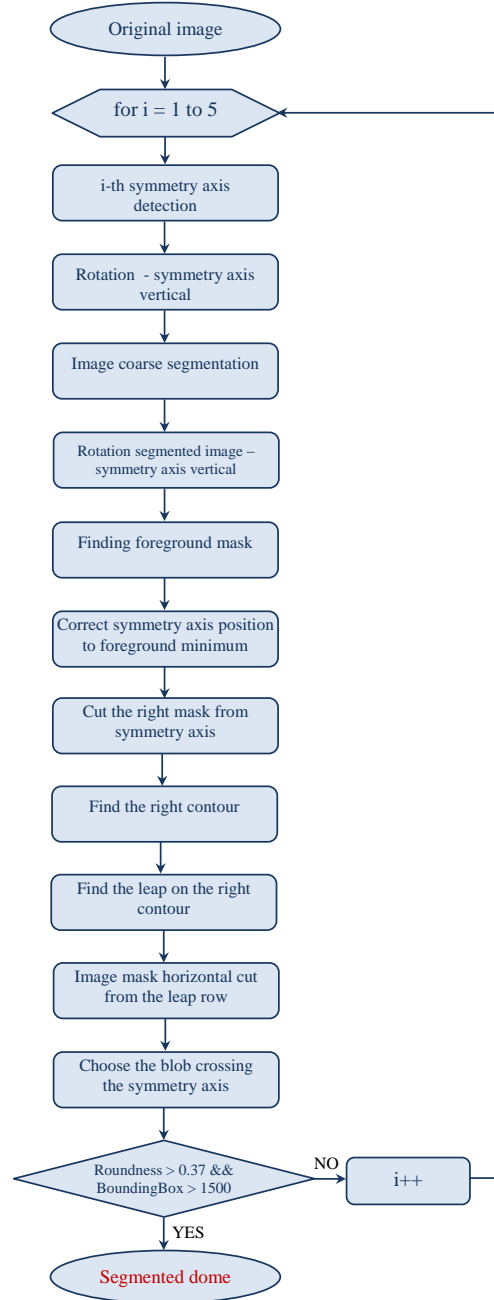 Original image
for i = 1 to 5
i-th symmetry axis
detection
Rotation - symmetry axis
vertical
Image coarse segmentation
Rotation segmented image –
symmetry axis vertical
Finding foreground mask
Correct symmetry axis position
to foreground minimum
Cut the right mask from
symmetry axis
Find the right contour
Find the leap on the right
contour
Image mask horizontal cut
from the leap row
Choose the blob crossing
the symmetry axis
Roundness > 0.37 &&
BoundingBox > 1500
NO
i++
YES
Segmented dome